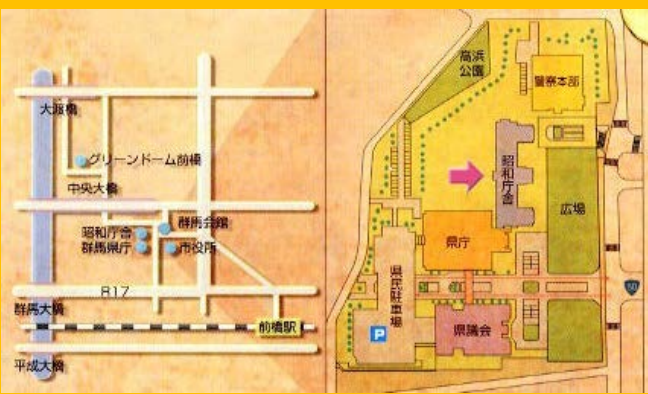 大渡橋
グリーンドーム前橋
中央大橋
群馬会館
昭和庁舎
群馬県庁
市役所
R17
群馬大橋
前橋駅
平成大橋
高浜
公園
警察本部
昭和庁舎
広場
県庁
県民駐車場
P
県議会
50